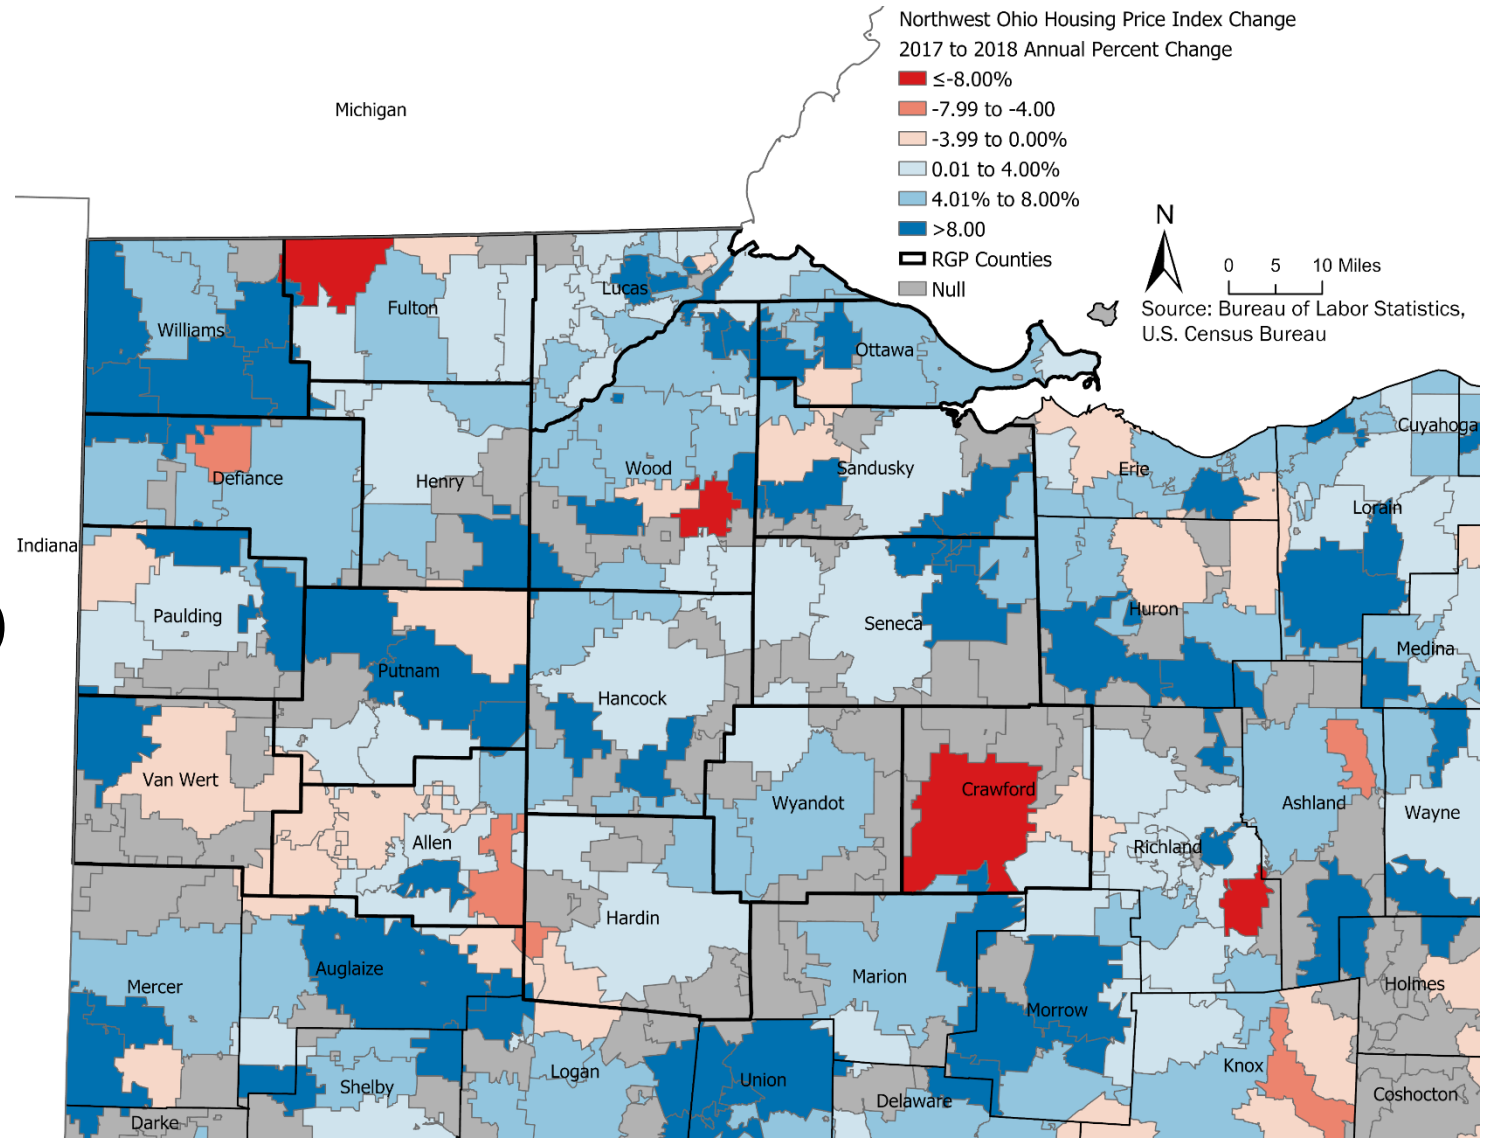 Northwest Ohio Housing Price Index Change
2017 to 2018 Annual Percent Change
≤-8.00%
-7.99 to -4.00
-3.99 to 0.00%
0.01 to 4.00%
4.01% to 8.00%
>8.00
RGP Counties
Null
N
0 5 10 Miles
Source: Bureau of Labor Statistics,
U.S. Census Bureau
Michigan
Lucas
Fulton
Williams
Ottawa
Cuyahoga
Wood
Sandusky
Erie
Defiance
Henry
Lorain
Indiana
)
Paulding
Huron
Seneca
Medina
Putnam
Hancock
Van Wert
Crawford
Wyandot
Ashland
Wayne
Allen
Richland
Hardin
Auglaize
Marion
Mercer
Holmes
Morrow
Knox
Logan
Union
Shelby
Delaware
Coshocton
Darke